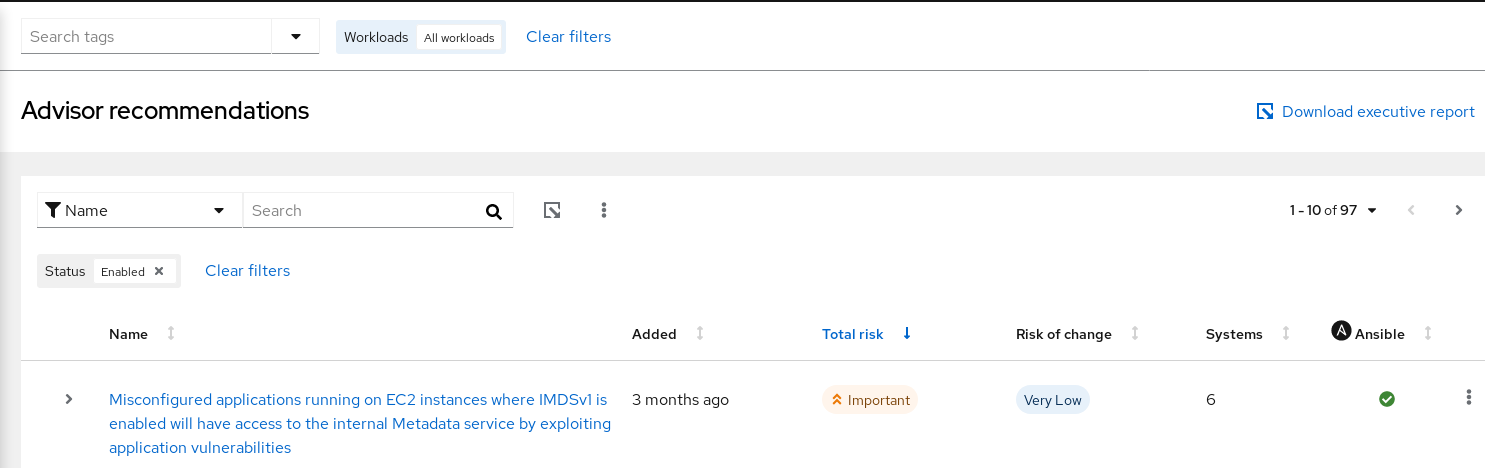 Search tags Workloads All workloads Clear filters
Advisor recommendations Download executive report
Name Search 1 - 10 of 97
Status Enabled Clear filters
Name Added Total risk Risk of change Systems Ansible
Misconfigured applications running on EC2 instances where IMDSv1 is 3 months ago Important Very Low 6
enabled will have access to the internal Metadata service by exploiting
application vulnerabilities